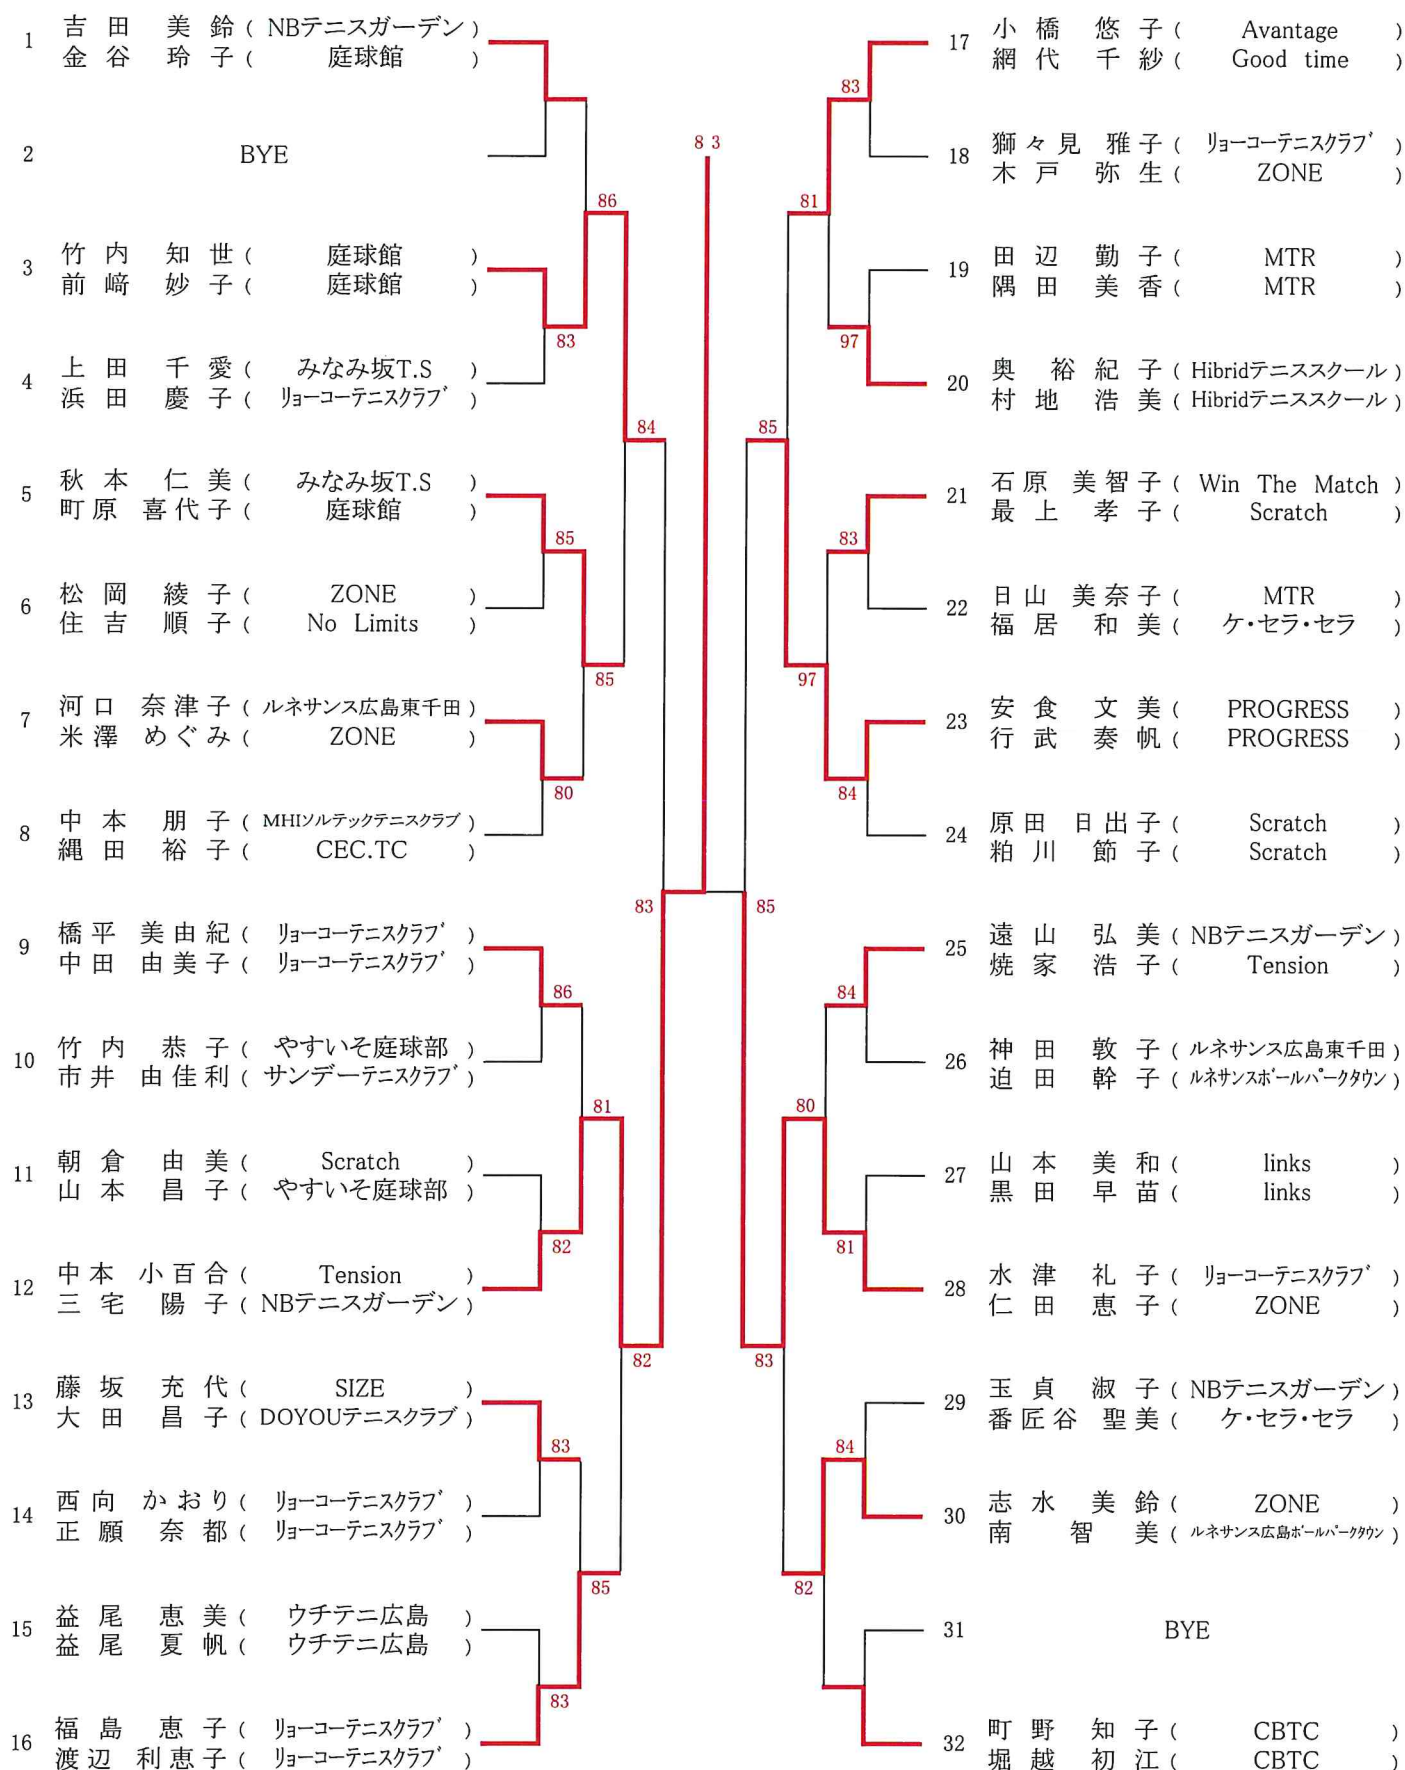 1 吉田 美鈴 ( NBテニスガーデン )
金谷 玲子 ( 庭球館 )
2 BYE
86
3 竹内 知世 ( 庭球館 )
前﨑 妙子 ( 庭球館 )
83
4 上田 千愛 ( みなみ坂T.S )
浜田 慶子 ( リョーコーテニスクラブ )
84
5 秋本 仁美 ( みなみ坂T.S )
町原 喜代子 ( 庭球館 )
85
6 松岡 綾子 ( ZONE )
住吉 順子 ( No Limits )
85
7 河口 奈津子 ( ルネサンス広島東千田 )
米澤 めぐみ ( ZONE )
80
8 中本 朋子 ( MHIソルテックテニスクラブ )
縄田 裕子 ( CEC.TC )
83
9 橋平 美由紀 ( リョーコーテニスクラブ )
中田 由美子 ( リョーコーテニスクラブ )
86
10 竹内 恭子 ( やすいそ庭球部 )
市井 由佳利 ( サンデーテニスクラブ )
81
11 朝倉 由美 ( Scratch )
山本 昌子 ( やすいそ庭球部 )
82
12 中本 小百合 ( Tension )
三宅 陽子 ( NBテニスガーデン )
82
13 藤坂 充代 ( SIZE )
大田 昌子 ( DOYOUテニスクラブ )
83
14 西向 かおり ( リョーコーテニスクラブ )
正願 奈都 ( リョーコーテニスクラブ )
85
15 益尾 恵美 ( ウチテニ広島 )
益尾 夏帆 ( ウチテニ広島 )
83
16 福島 恵子 ( リョーコーテニスクラブ )
渡辺 利恵子 ( リョーコーテニスクラブ )
8 3
17 小橋 悠子 ( Avantage )
網代 千紗 ( Good time )
83
18 獅々見 雅子 ( リョーコーテニスクラブ )
木戸 弥生 ( ZONE )
81
19 田辺 勤子 ( MTR )
隅田 美香 ( MTR )
97
20 奥 裕紀子 ( Hibridテニススクール )
村地 浩美 ( Hibridテニススクール )
85
21 石原 美智子 ( Win The Match )
最上 孝子 ( Scratch )
83
22 日山 美奈子 ( MTR )
福居 和美 ( ケ・セラ・セラ )
97
23 安食 文美 ( PROGRESS )
行武 奏帆 ( PROGRESS )
84
24 原田 日出子 ( Scratch )
粕川 節子 ( Scratch )
85
25 遠山 弘美 ( NBテニスガーデン )
焼家 浩子 ( Tension )
84
26 神田 敦子 ( ルネサンス広島東千田 )
迫田 幹子 ( ルネサンスボールパークタウン )
80
27 山本 美和 ( links )
黒田 早苗 ( links )
81
28 水津 礼子 ( リョーコーテニスクラブ )
仁田 恵子 ( ZONE )
83
29 玉貞 淑子 ( NBテニスガーデン )
番匠谷 聖美 ( ケ・セラ・セラ )
84
30 志水 美鈴 ( ZONE )
南 智美 ( ルネサンス広島ボールパークタウン )
82
31 BYE
32 町野 知子 ( CBTC )
堀越 初江 ( CBTC )